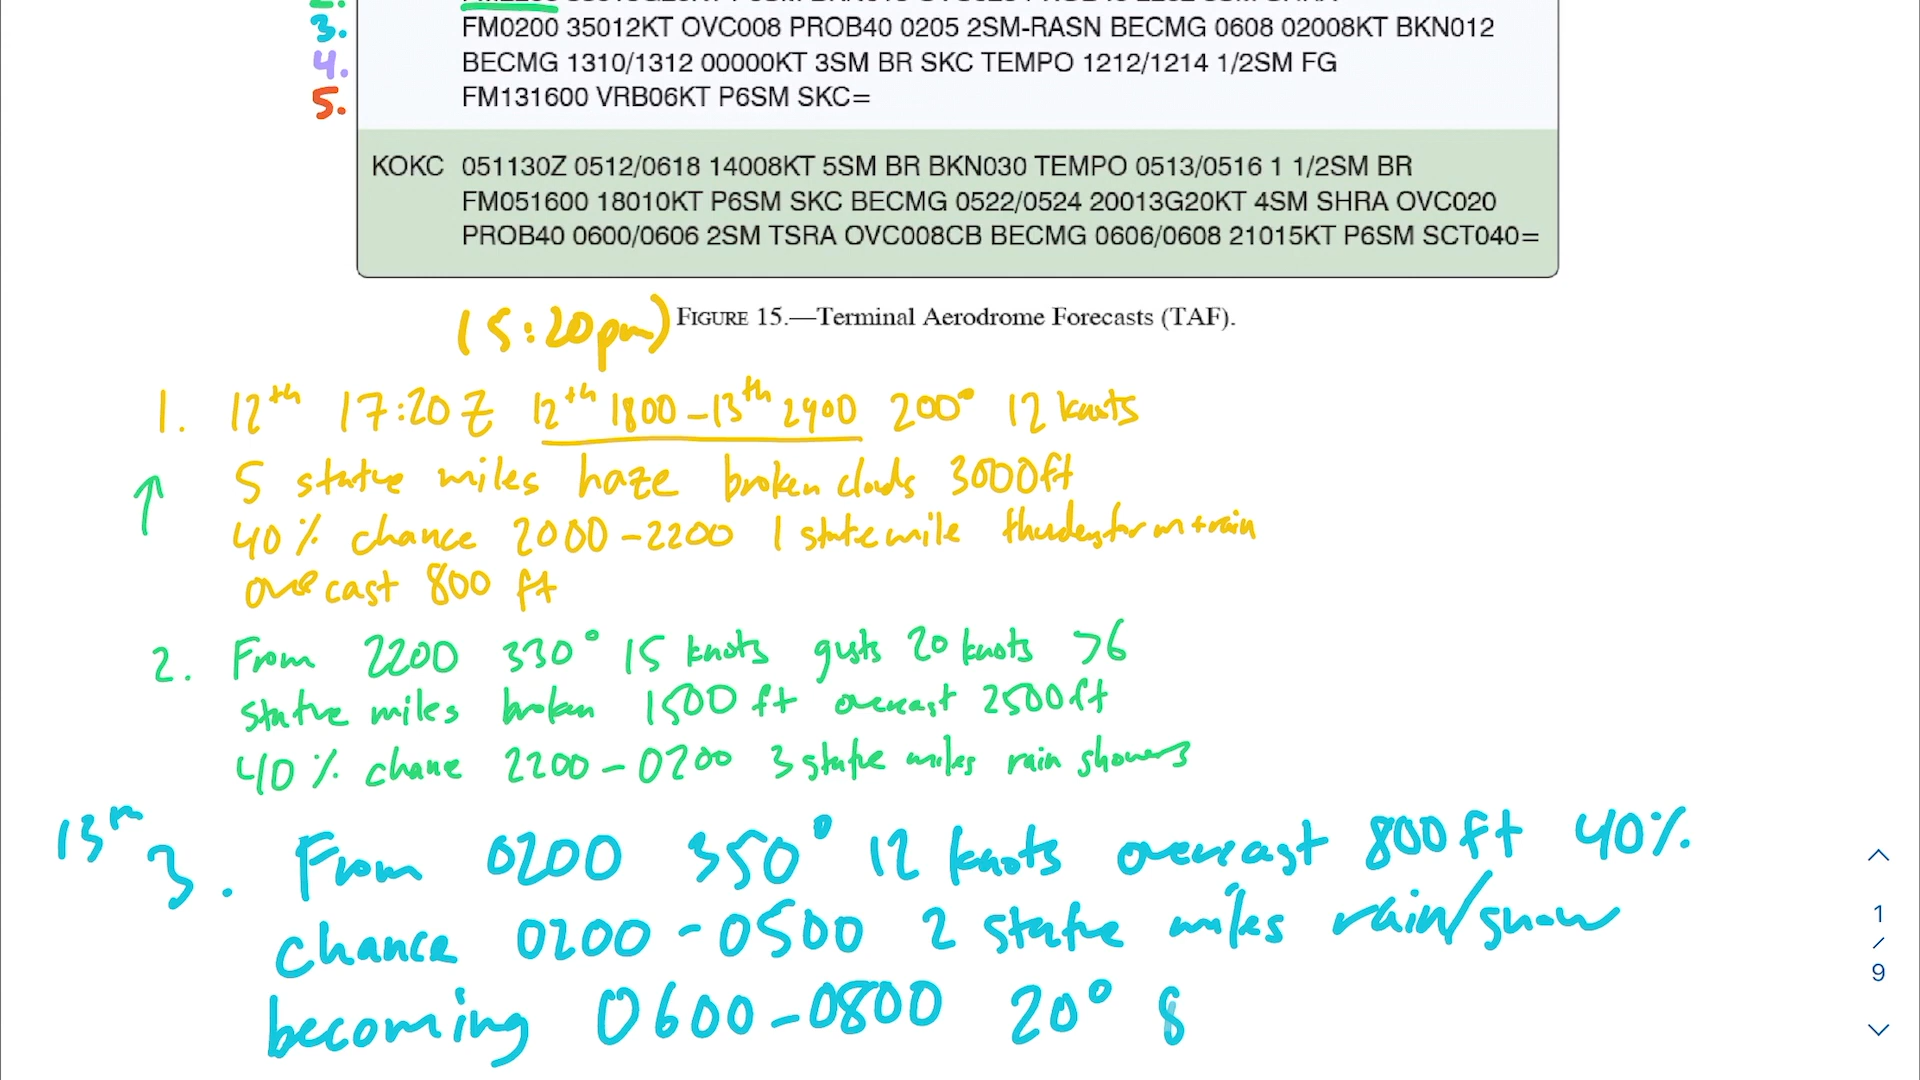 3.
FM0200 35012KT OVC008 PROB40 0205 2SM-RASN BECMG 0608 02008KT BKN012
4.
BECMG 1310/1312 00000KT 3SM BR SKC TEMPO 1212/1214 1/2SM FG
5.
FM131600 VRB06KT P6SM SKC=
KOKC 051130Z 0512/0618 14008KT 5SM BR BKN030 TEMPO 0513/0516 1 1/2SM BR
FM051600 18010KT P6SM SKC BECMG 0522/0524 20013G20KT 4SM SHRA OVC020
PROB40 0600/0606 2SM TSRA OVC008CB BECMG 0606/0608 21015KT P6SM SCT040=
(5:20pm)
FIGURE 15.—Terminal Aerodrome Forecasts (TAF).
1. 12th 17:20 Z 12th 1800-13th 2400 200° 12 knots
5 statue miles haze broken clouds 3000ft
40% chance 2000-2200 1 statue mile thunderstorm + rain
overcast 800 ft
2. From 2200 330° 15 knots gusts 20 knots >6
statue miles broken 1500 ft overcast 2500ft
40% chance 2200-0200 3 statue miles rain showers
13th
3. From 0200 350° 12 knots overcast 800ft 40%
chance 0200-0500 2 statue miles rain/snow
becoming 0600-0800 20° 8
1
/
9